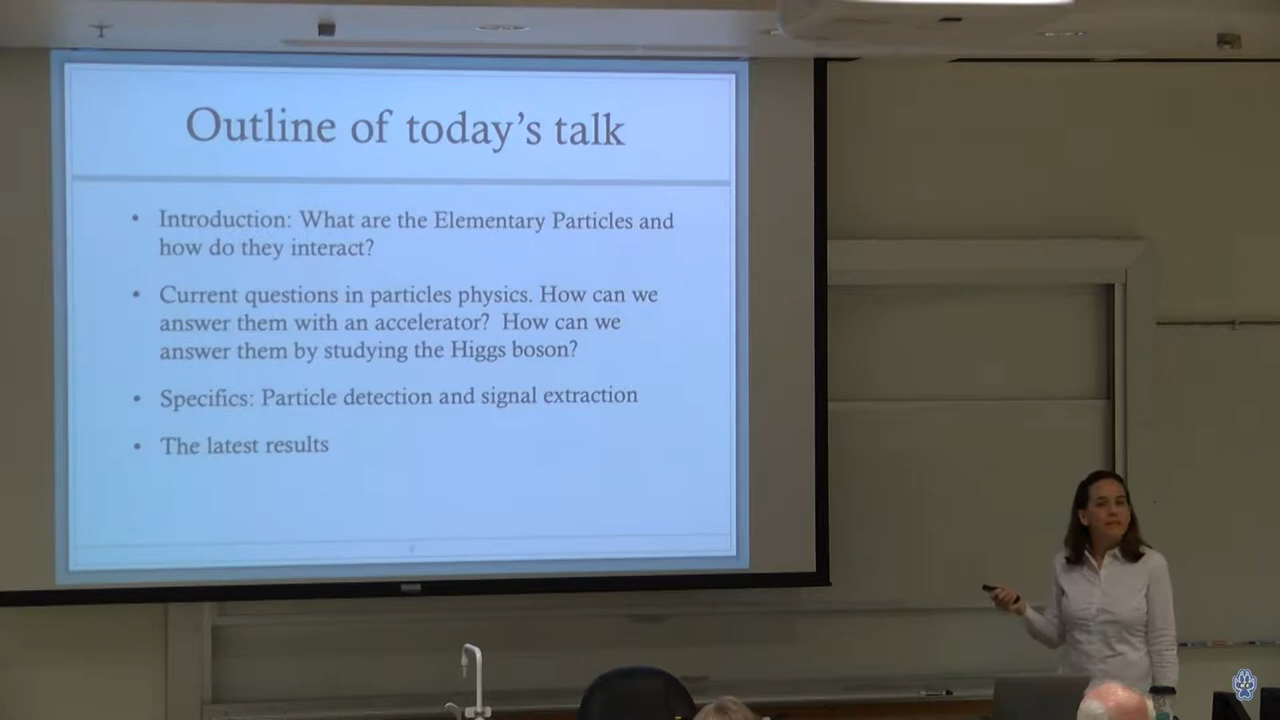 Outline of today's talk
• Introduction: What are the Elementary Particles and
how do they interact?
• Current questions in particles physics. How can we
answer them with an accelerator?  How can we
answer them by studying the Higgs boson?
• Specifics: Particle detection and signal extraction
• The latest results